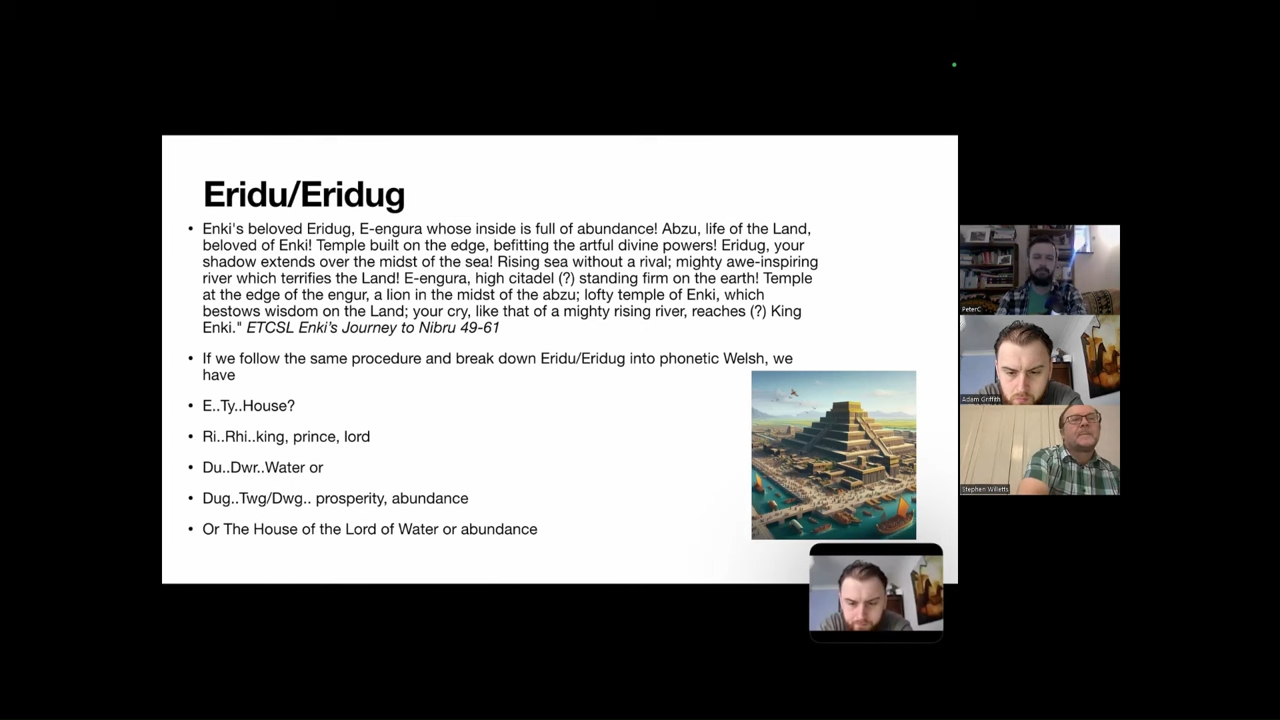 Eridu/Eridug
• Enki's beloved Eridug, E-engura whose inside is full of abundance! Abzu, life of the Land,
beloved of Enki! Temple built on the edge, befitting the artful divine powers! Eridug, your
shadow extends over the midst of the sea! Rising sea without a rival; mighty awe-inspiring
river which terrifies the Land! E-engura, high citadel (?) standing firm on the earth! Temple
at the edge of the engur, a lion in the midst of the abzu; lofty temple of Enki, which
bestows wisdom on the Land; your cry, like that of a mighty rising river, reaches (?) King
Enki." ETCSL Enki's Journey to Nibru 49-61
• If we follow the same procedure and break down Eridu/Eridug into phonetic Welsh, we
have
• E..Ty..House?
• Ri..Rhi..king, prince, lord
• Du..Dwr..Water or
• Dug..Twg/Dwg.. prosperity, abundance
• Or The House of the Lord of Water or abundance
PeterC
Adam Griffith
Stephen Willetts